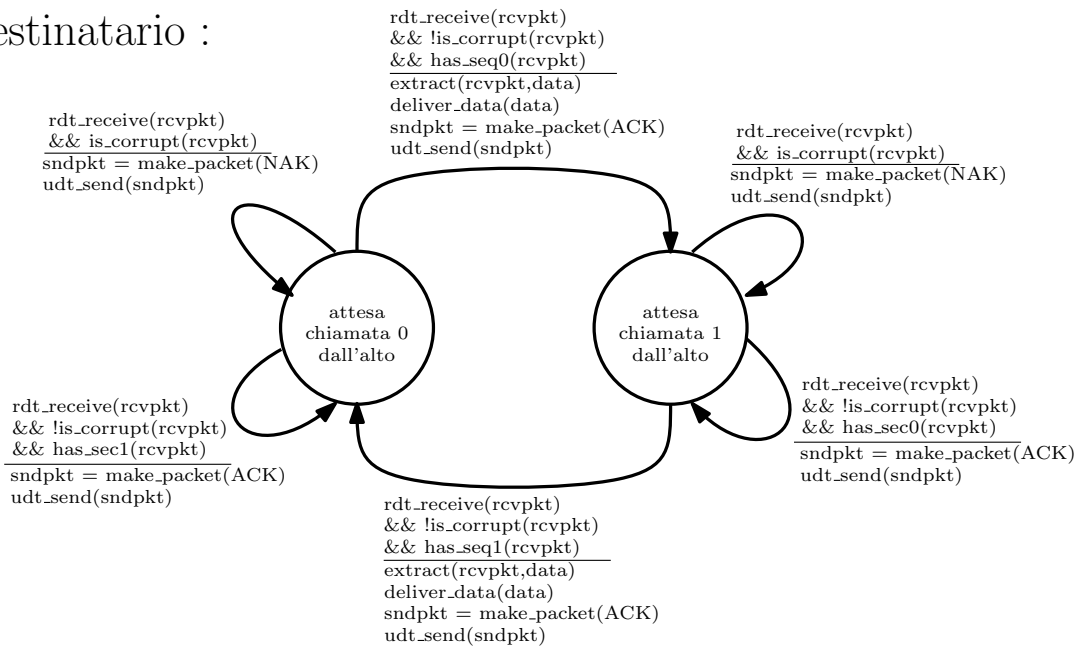 estinatario :
rdt_receive(rcvpkt)
&& !is_corrupt(rcvpkt)
&& has_seq0(rcvpkt)
extract(rcvpkt,data)
deliver_data(data)
sndpkt = make_packet(ACK)
udt_send(sndpkt)
rdt_receive(rcvpkt)
&& is_corrupt(rcvpkt)
sndpkt = make_packet(NAK)
udt_send(sndpkt)
rdt_receive(rcvpkt)
&& is_corrupt(rcvpkt)
sndpkt = make_packet(NAK)
udt_send(sndpkt)
attesa
chiamata 0
dall'alto
attesa
chiamata 1
dall'alto
rdt_receive(rcvpkt)
&& !is_corrupt(rcvpkt)
&& has_sec1(rcvpkt)
sndpkt = make_packet(ACK)
udt_send(sndpkt)
rdt_receive(rcvpkt)
&& !is_corrupt(rcvpkt)
&& has_sec0(rcvpkt)
sndpkt = make_packet(ACK)
udt_send(sndpkt)
rdt_receive(rcvpkt)
&& !is_corrupt(rcvpkt)
&& has_seq1(rcvpkt)
extract(rcvpkt,data)
deliver_data(data)
sndpkt = make_packet(ACK)
udt_send(sndpkt)